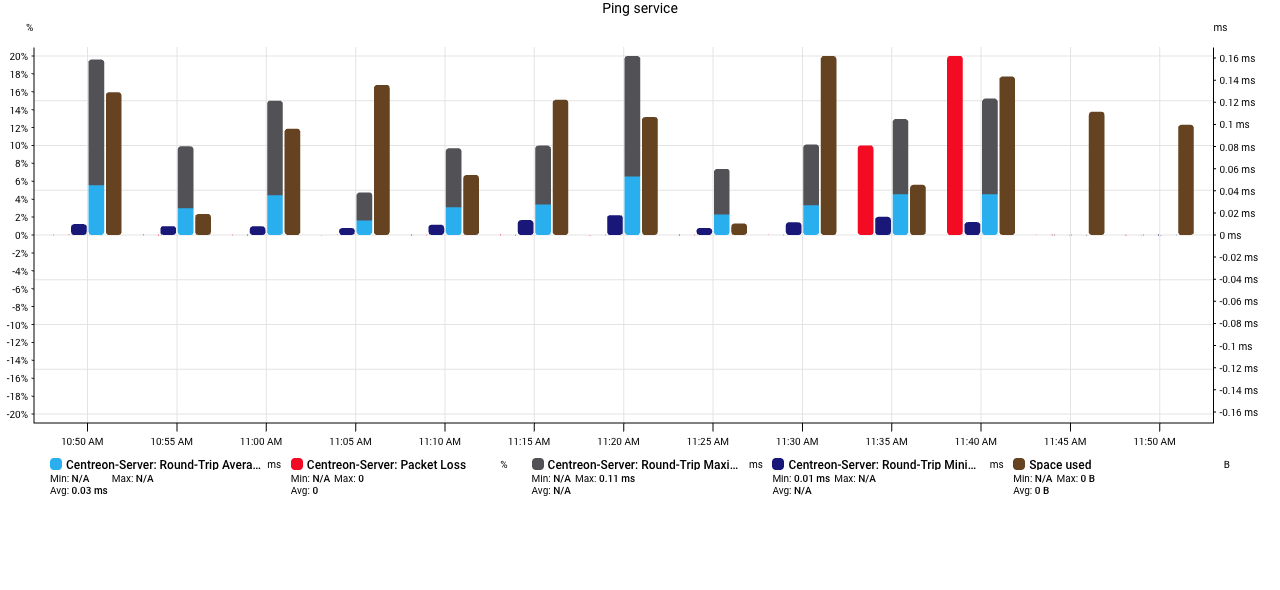 Ping service
% ms
20% 0.16 ms
18% 0.14 ms
16% 0.12 ms
14% 0.1 ms
12% 0.08 ms
10% 0.06 ms
8% 0.04 ms
6% 0.02 ms
4% 0 ms
2% -0.02 ms
0% -0.04 ms
-2% -0.06 ms
-4% -0.08 ms
-6% -0.1 ms
-8% -0.12 ms
-10% -0.14 ms
-12% -0.16 ms
-14%
-16%
-18%
-20%
10:50 AM 10:55 AM 11:00 AM 11:05 AM 11:10 AM 11:15 AM 11:20 AM 11:25 AM 11:30 AM 11:35 AM 11:40 AM 11:45 AM 11:50 AM
Centreon-Server: Round-Trip Avera... ms Centreon-Server: Packet Loss % Centreon-Server: Round-Trip Maxi... ms Centreon-Server: Round-Trip Mini... ms Space used B
Min: N/A Max: N/A Min: N/A Max: 0 Min: N/A Max: 0.11 ms Min: 0.01 ms Max: N/A Min: N/A Max: 0 B
Avg: 0.03 ms Avg: 0 Avg: N/A Avg: N/A Avg: 0 B